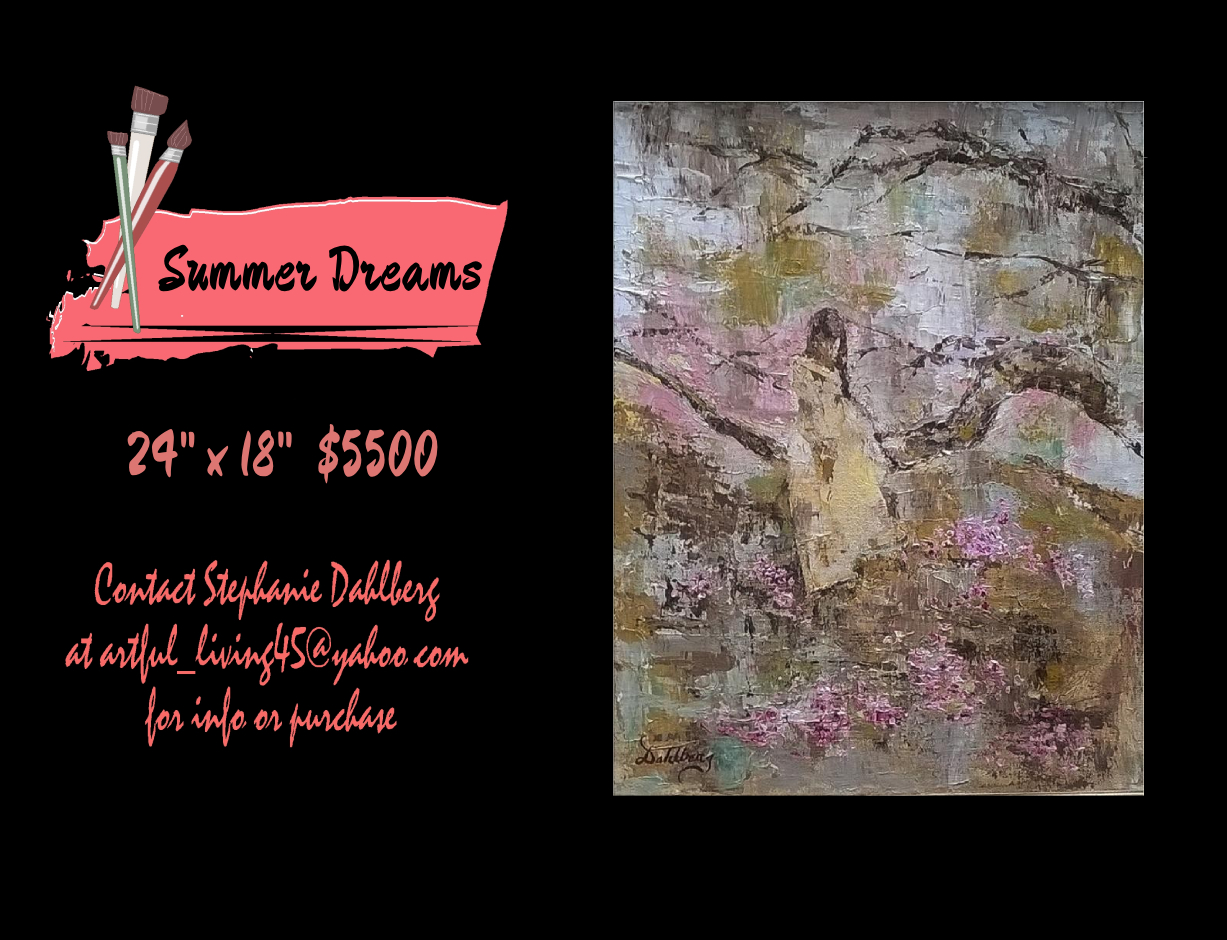 Summer Dreams
24" x 18" $5500
Contact Stephanie Dahlberg
at artful_living45@yahoo.com
for info or purchase
Dahlberg